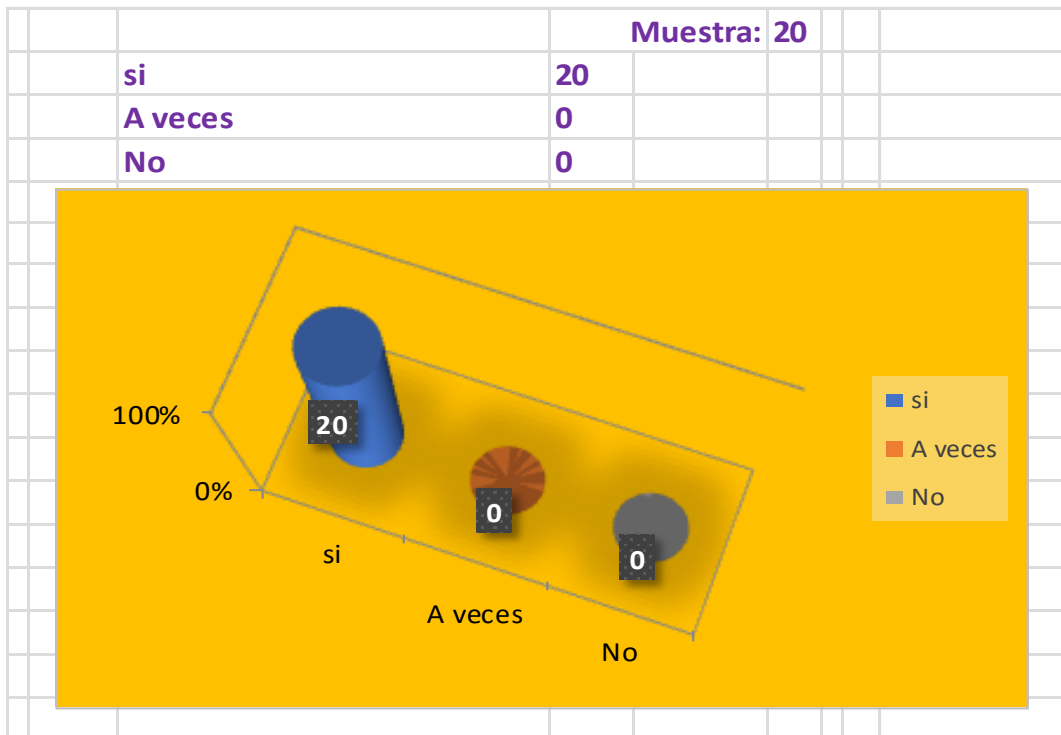 Muestra: 20
si 20
A veces 0
No 0
100%
0%
20
0
0
si
A veces
No
si
A veces
No